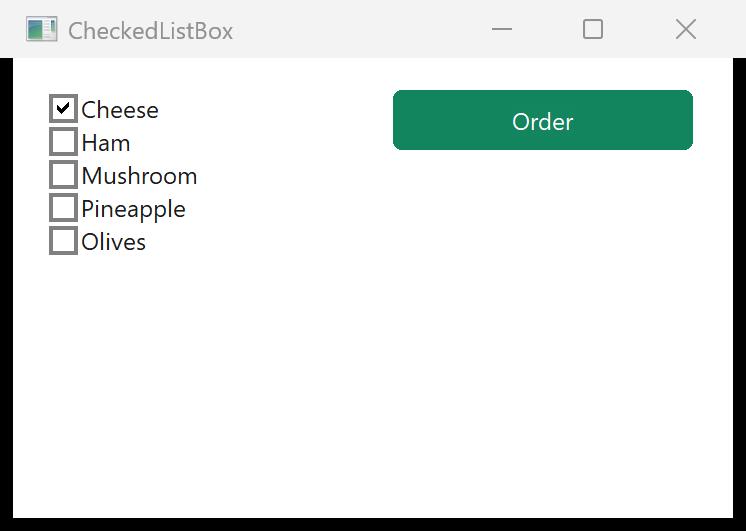 CheckedListBox
Cheese
Order
Ham
Mushroom
Pineapple
Olives